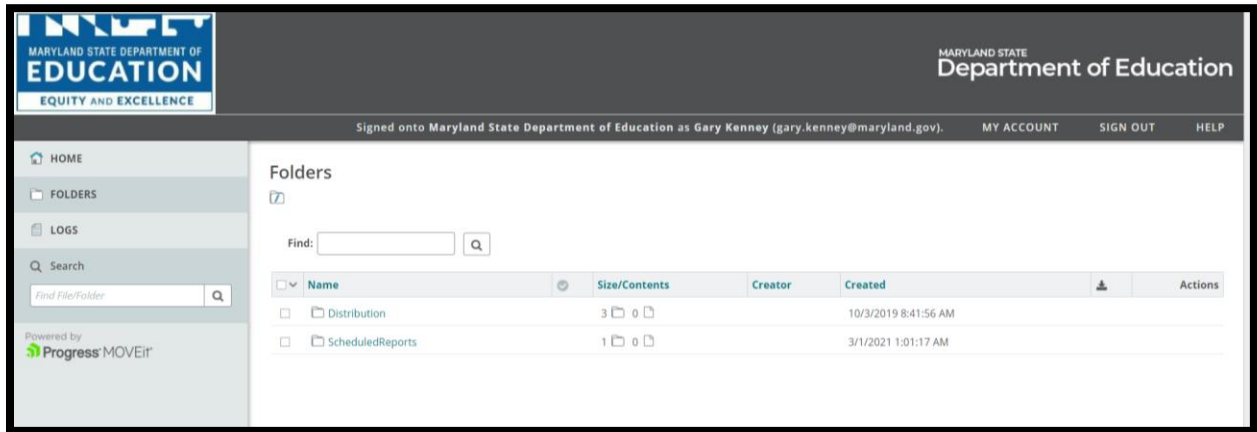 MARYLAND STATE DEPARTMENT OF
EDUCATION
EQUITY AND EXCELLENCE
MARYLAND STATE
Department of Education
Signed onto Maryland State Department of Education as Gary Kenney (gary.kenney@maryland.gov). MY ACCOUNT SIGN OUT HELP
HOME
FOLDERS
LOGS
Search
Find File/Folder
Powered by
Progress MOVEit
Folders
Find:
Name Size/Contents Creator Created Actions
Distribution 3 0 10/3/2019 8:41:56 AM
ScheduledReports 1 0 3/1/2021 1:01:17 AM